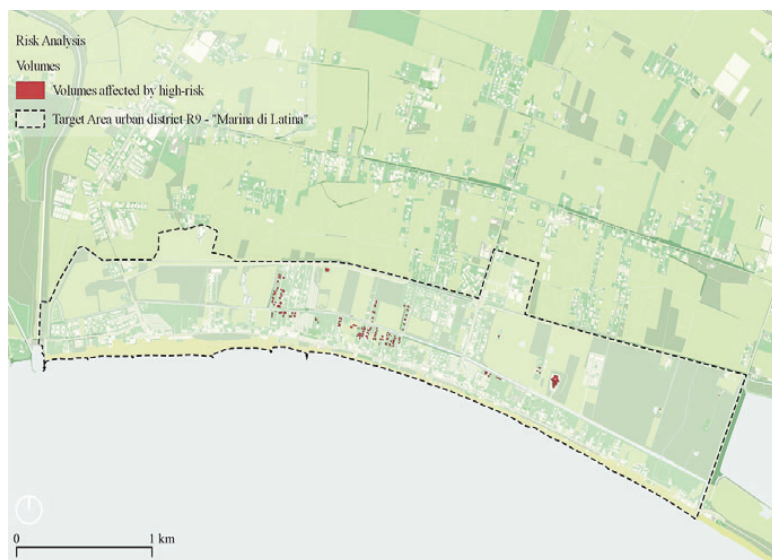 Risk Analysis
Volumes
Volumes affected by high-risk
Target Area urban district R9 - "Marina di Latina"
0 1 km